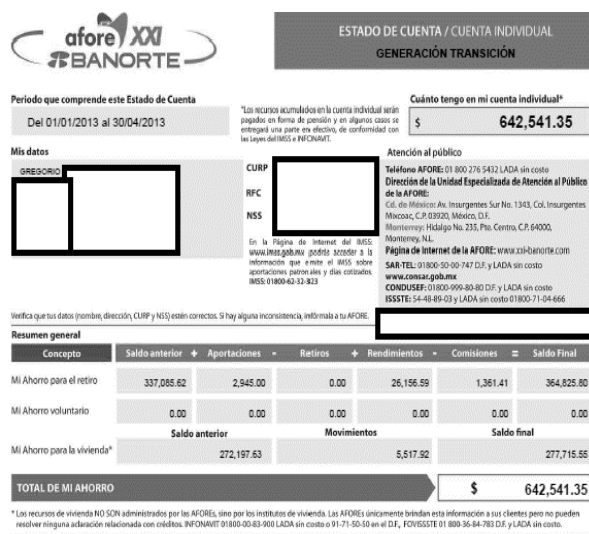 afore XXI
BANORTE
ESTADO DE CUENTA / CUENTA INDIVIDUAL
GENERACIÓN TRANSICIÓN
Periodo que comprende este Estado de Cuenta
Del 01/01/2013 al 30/04/2013
*Los recursos acumulados en la cuenta individual serán
pagados en forma de pensión y en algunos casos se
entregará una parte en efectivo, de conformidad con
las Leyes del IMSS e INFONAVIT.
Cuánto tengo en mi cuenta individual*
$ 642,541.35
Mis datos
GREGORIO
CURP
RFC
NSS
En la Página de Internet del IMSS:
www.imss.gob.mx podrás acceder a la
información que emite el IMSS sobre
aportaciones patronales y días cotizados.
IMSS: 01800-62-32-323
Atención al público
Teléfono AFORE: 01 800 276 5432 LADA sin costo
Dirección de la Unidad Especializada de Atención al Público
de la AFORE:
Cd. de México: Av. Insurgentes Sur No. 1343, Col. Insurgentes
Mixcoac, C.P. 03920, México, D.F.
Monterrey: Hidalgo No. 235, Pte. Centro, C.P. 64000,
Monterrey, N.L.
Página de Internet de la AFORE: www.xxi-banorte.com
SAR-TEL: 01800-50-00-747 D.F. y LADA sin costo
www.consar.gob.mx
CONDUSEF: 01800-999-80-80 D.F. y LADA sin costo
ISSSTE: 54-48-89-03 y LADA sin costo 01800-71-04-666
Verifica que tus datos (nombre, dirección, CURP y NSS) estén correctos. Si hay alguna inconsistencia, infórmala a tu AFORE.
Resumen general
Concepto Saldo anterior + Aportaciones - Retiros + Rendimientos - Comisiones = Saldo Final
Mi Ahorro para el retiro 337,085.62 2,945.00 0.00 26,156.59 1,361.41 364,825.80
Mi Ahorro voluntario 0.00 0.00 0.00 0.00 0.00 0.00
Saldo anterior Movimientos Saldo final
Mi Ahorro para la vivienda* 272,197.63 5,517.92 277,715.55
TOTAL DE MI AHORRO $ 642,541.35
* Los recursos de vivienda NO SON administrados por las AFOREs, sino por los institutos de vivienda. Las AFOREs únicamente brindan esta información a sus clientes pero no pueden
resolver ninguna aclaración relacionada con créditos. INFONAVIT 01800-00-83-900 LADA sin costo o 91-71-50-50 en el D.F., FOVISSSTE 01 800-36-84-783 D.F. y LADA sin costo.